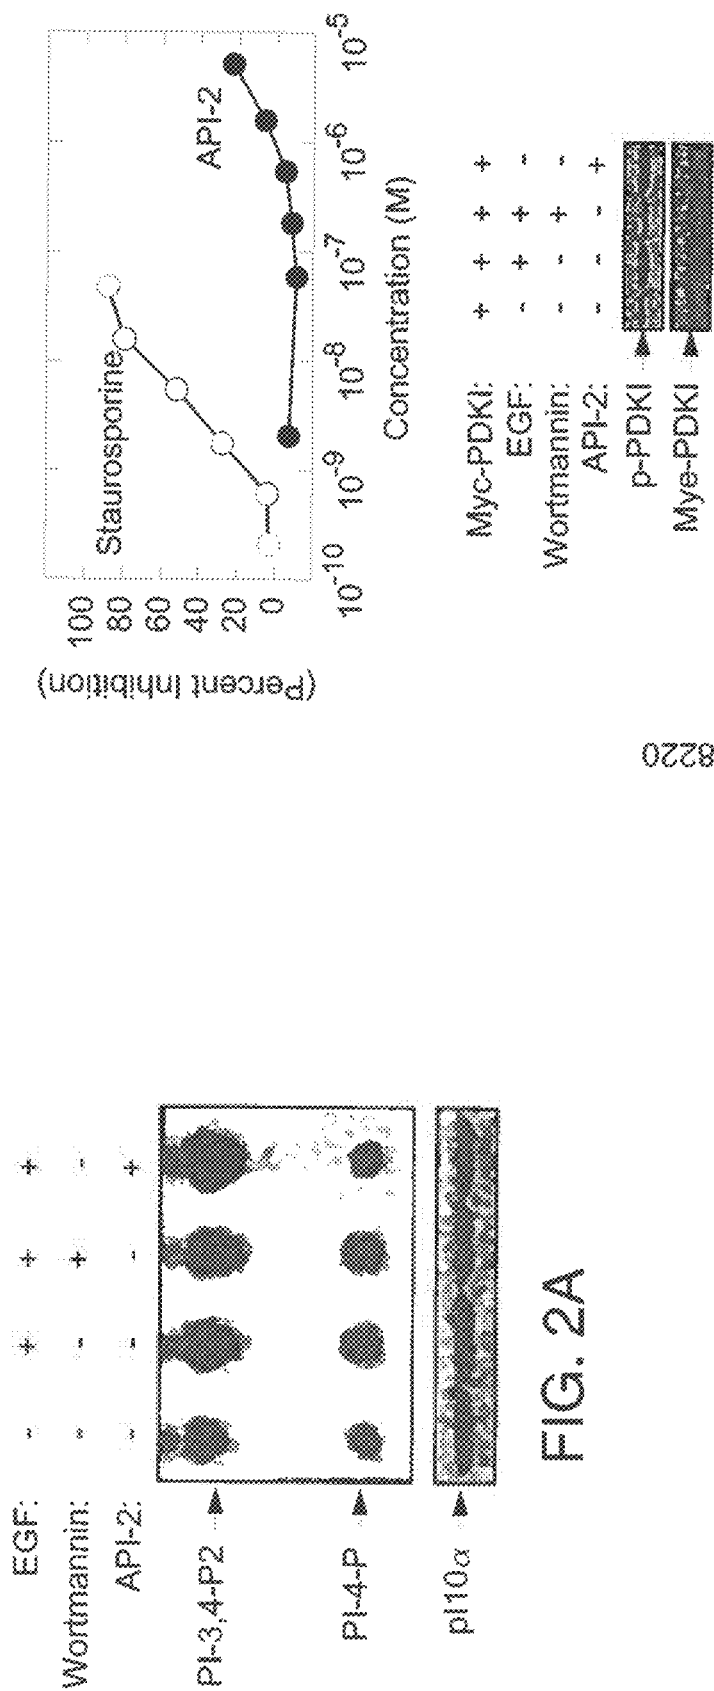 EGF: - + + +
Wortmannin: - - + -
API-2: - - - +
PI-3,4-P2
PI-4-P
pI10α
FIG. 2A
(Percent Inhibition)
100
80
60
40
20
0
Staurosporine
API-2
10-10
10-9
10-8
10-7
10-6
10-5
Concentration (M)
Myc-PDKI: + + + +
EGF: - + + -
Wortmannin: - - + -
API-2: - - - +
p-PDKI
Mye-PDKI
8220